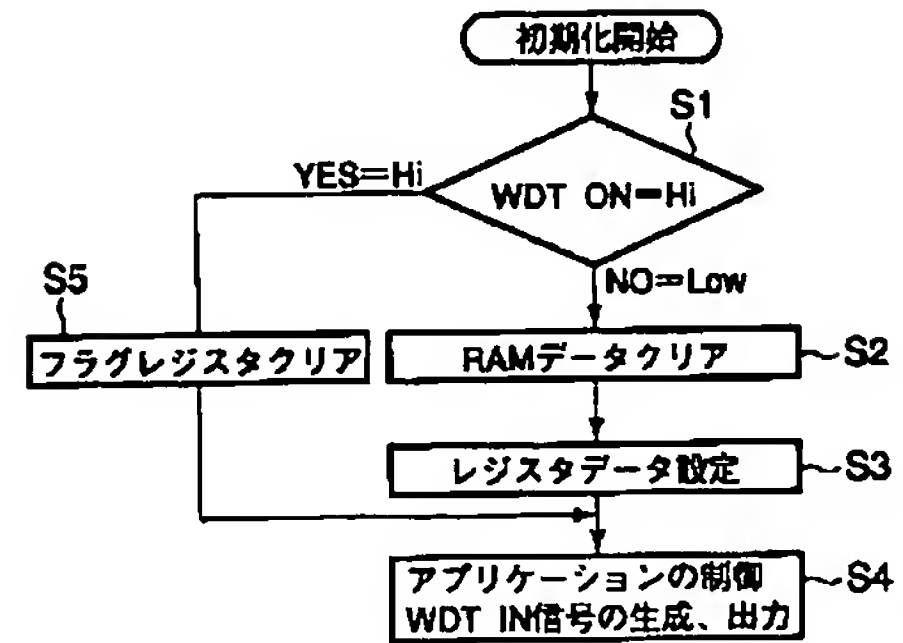 初期化開始
S1
YES=Hi
WDT ON=Hi
NO=Low
S5
フラグレジスタクリア
RAMデータクリア
S2
レジスタデータ設定
S3
アプリケーションの制御
WDT IN信号の生成、出力
S4